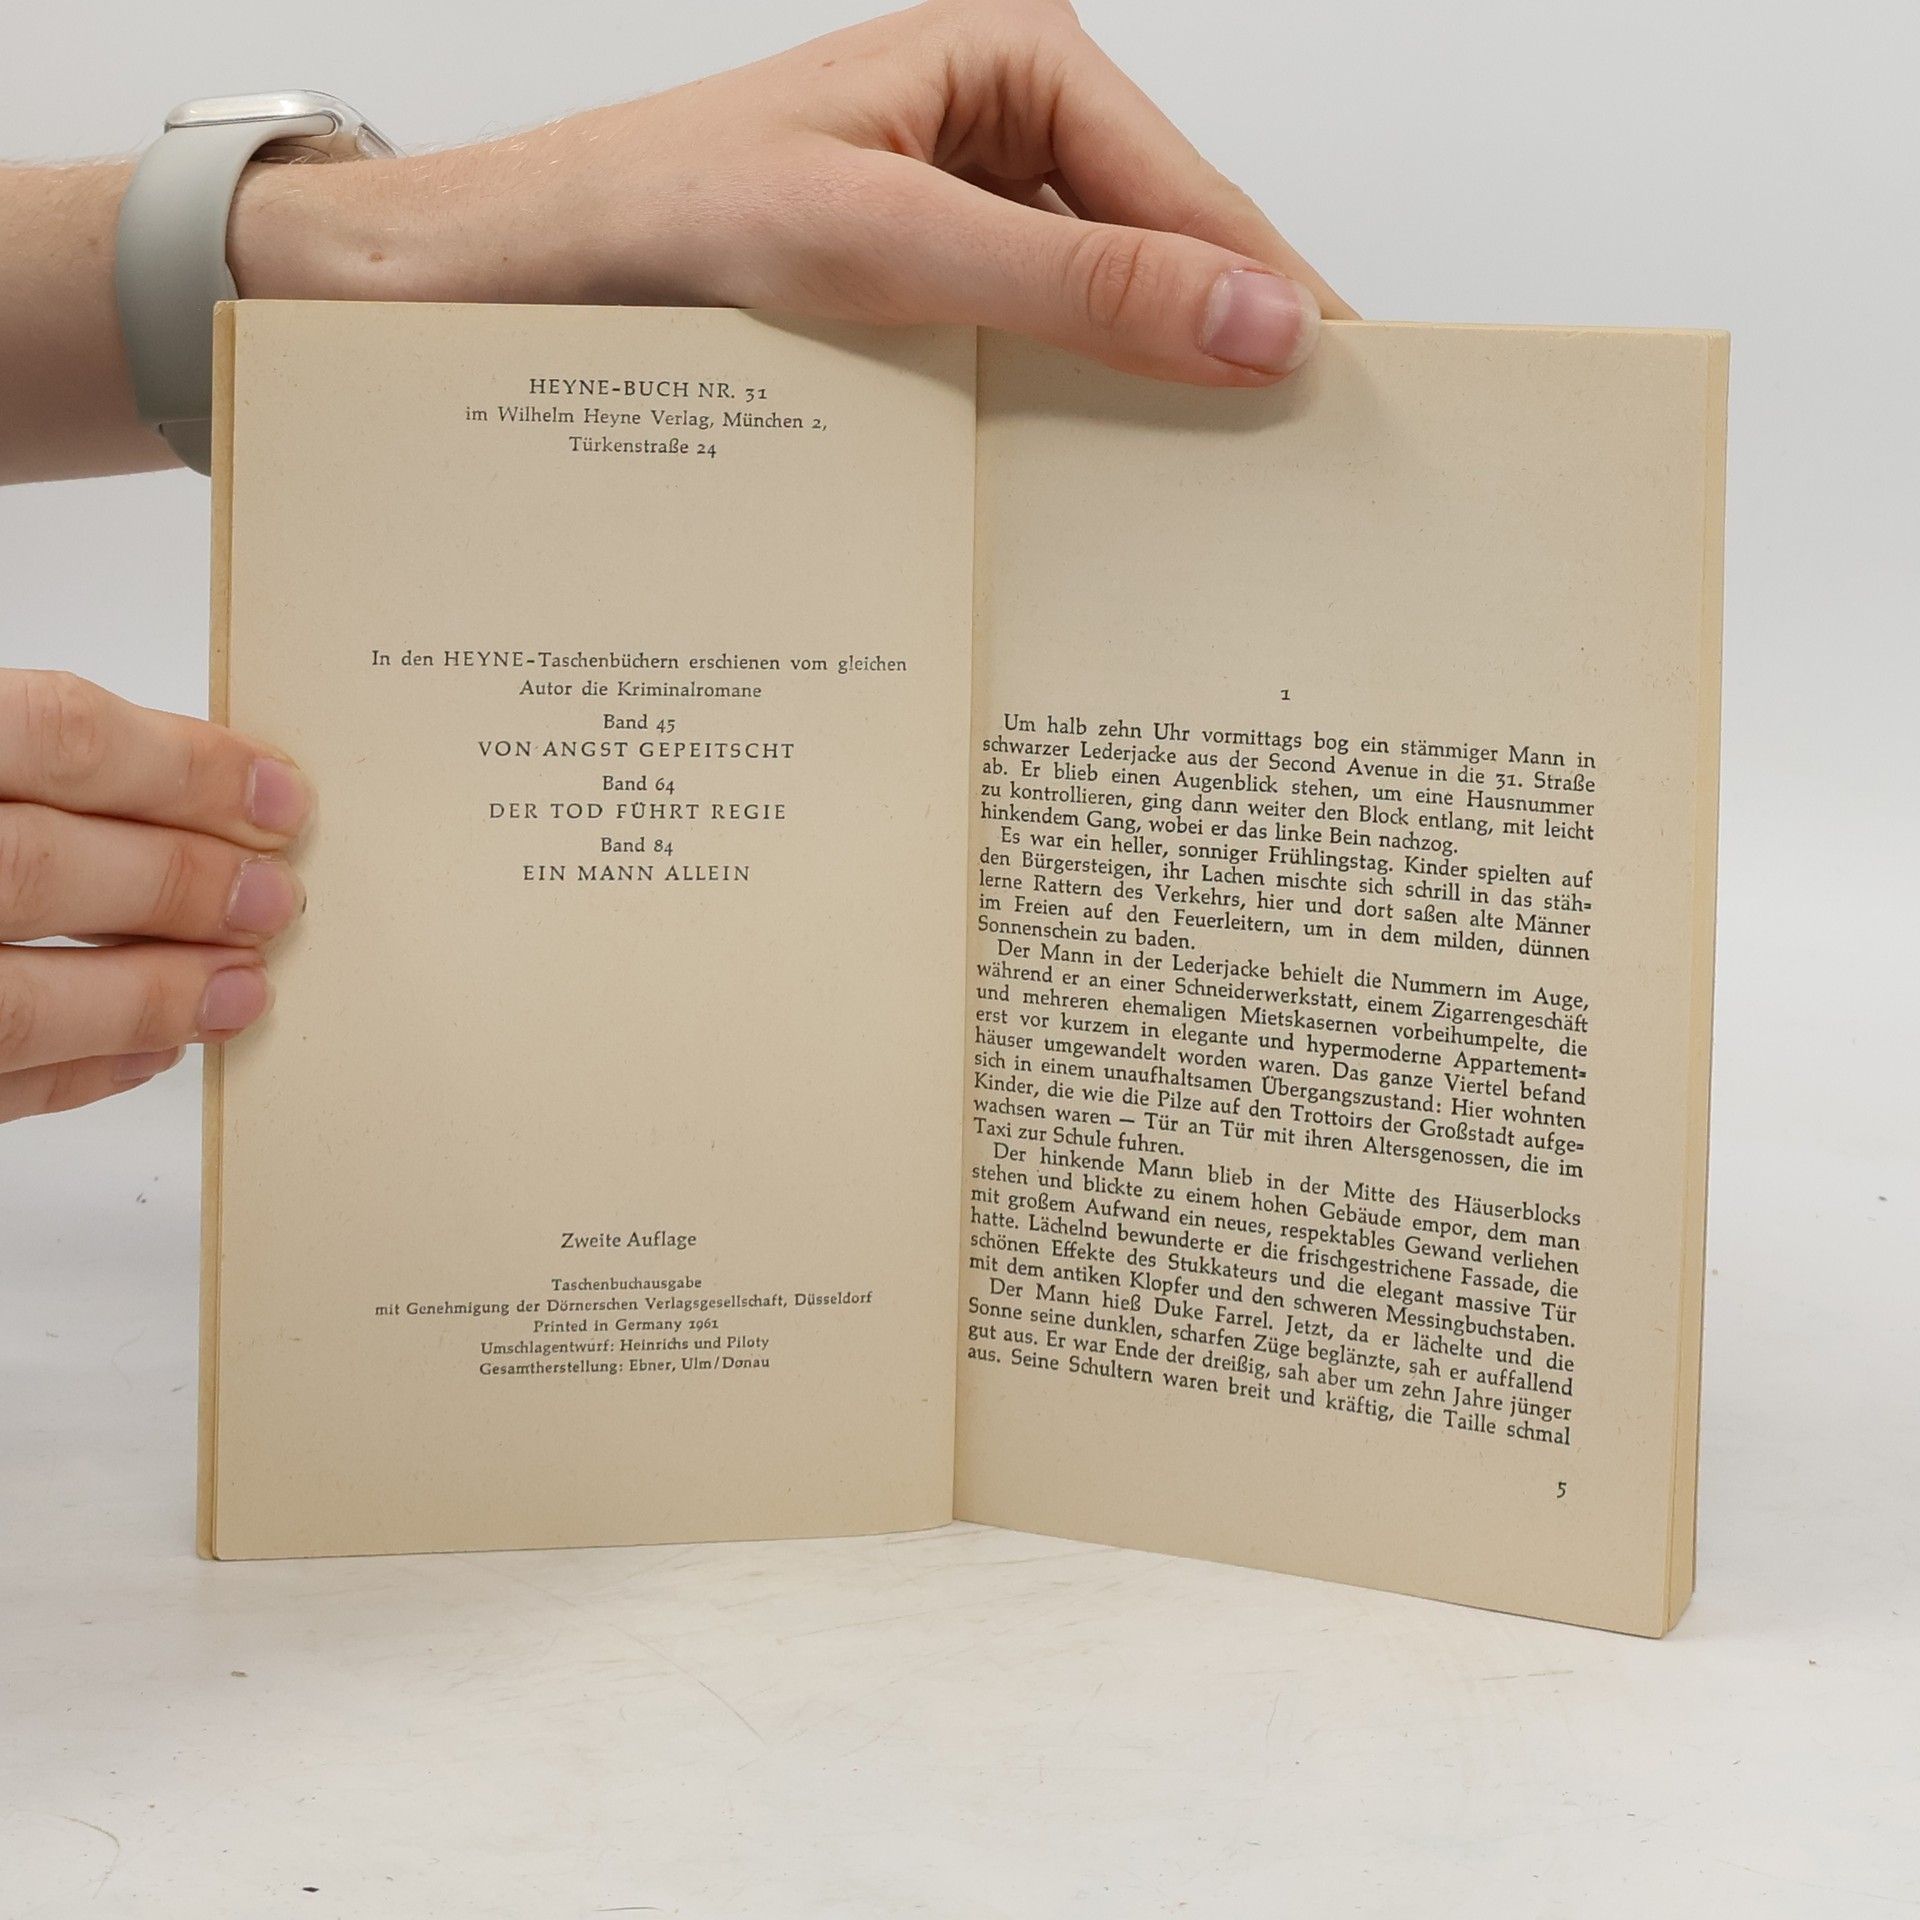 HEYNE-BUCH NR. 31
im Wilhelm Heyne Verlag, München 2,
Türkenstraße 24
In den HEYNE-Taschenbüchern erschienen vom gleichen
Autor die Kriminalromane
Band 45
VON ANGST GEPEITSCHT
Band 64
DER TOD FÜHRT REGIE
Band 84
EIN MANN ALLEIN
Zweite Auflage
Taschenbuchausgabe
mit Genehmigung der Dörnerschen Verlagsgesellschaft, Düsseldorf
Printed in Germany 1961
Umschlagentwurf: Heinrichs und Piloty
Gesamtherstellung: Ebner, Ulm/Donau
1
Um halb zehn Uhr vormittags bog ein stämmiger Mann in
schwarzer Lederjacke aus der Second Avenue in die 31. Straße
ab. Er blieb einen Augenblick stehen, um eine Hausnummer
zu kontrollieren, ging dann weiter den Block entlang, mit leicht
hinkendem Gang, wobei er das linke Bein nachzog.
Es war ein heller, sonniger Frühlingstag. Kinder spielten auf
den Bürgersteigen, ihr Lachen mischte sich schrill in das stäh=
lerne Rattern des Verkehrs, hier und dort saßen alte Männer
im Freien auf den Feuerleitern, um in dem milden, dünnen
Sonnenschein zu baden.
Der Mann in der Lederjacke behielt die Nummern im Auge,
während er an einer Schneiderwerkstatt, einem Zigarrengeschäft
und mehreren ehemaligen Mietskasernen vorbeihumpelte, die
erst vor kurzem in elegante und hypermoderne Appartement=
häuser umgewandelt worden waren. Das ganze Viertel befand
sich in einem unaufhaltsamen Übergangszustand: Hier wohnten
Kinder, die wie die Pilze auf den Trottoirs der Großstadt aufge=
wachsen waren — Tür an Tür mit ihren Altersgenossen, die im
Taxi zur Schule fuhren.
Der hinkende Mann blieb in der Mitte des Häuserblocks
stehen und blickte zu einem hohen Gebäude empor, dem man
mit großem Aufwand ein neues, respektables Gewand verliehen
hatte. Lächelnd bewunderte er die frischgestrichene Fassade, die
schönen Effekte des Stukkateurs und die elegant massive Tür
mit dem antiken Klopfer und den schweren Messingbuchstaben.
Der Mann hieß Duke Farrel. Jetzt, da er lächelte und die
Sonne seine dunklen, scharfen Züge beglänzte, sah er auffallend
gut aus. Er war Ende der dreißig, sah aber um zehn Jahre jünger
aus. Seine Schultern waren breit und kräftig, die Taille schmal
5